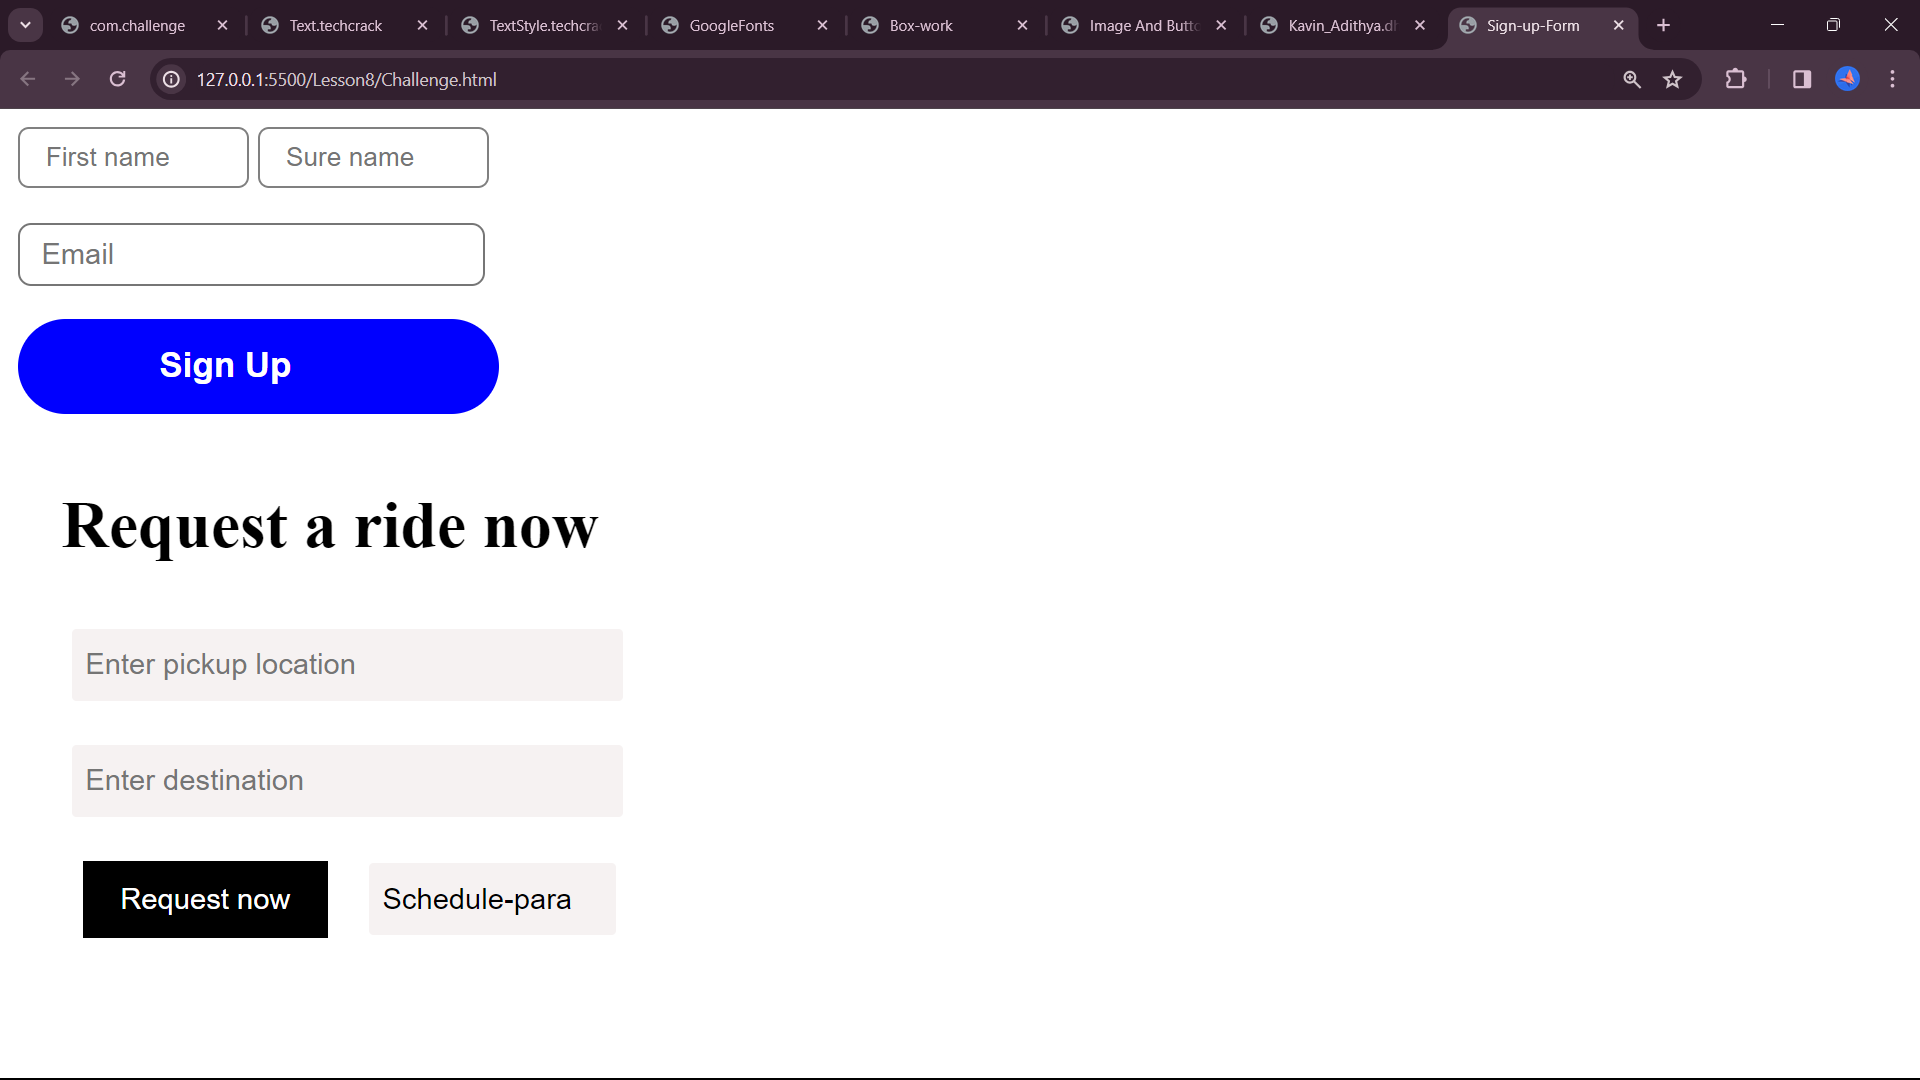 com.challenge
Text.techcrack
TextStyle.techcra
GoogleFonts
Box-work
Image And Butto
Kavin_Adithya.dh
Sign-up-Form
127.0.0.1:5500/Lesson8/Challenge.html
First name
Sure name
Email
Sign Up
Request a ride now
Enter pickup location
Enter destination
Request now
Schedule-para